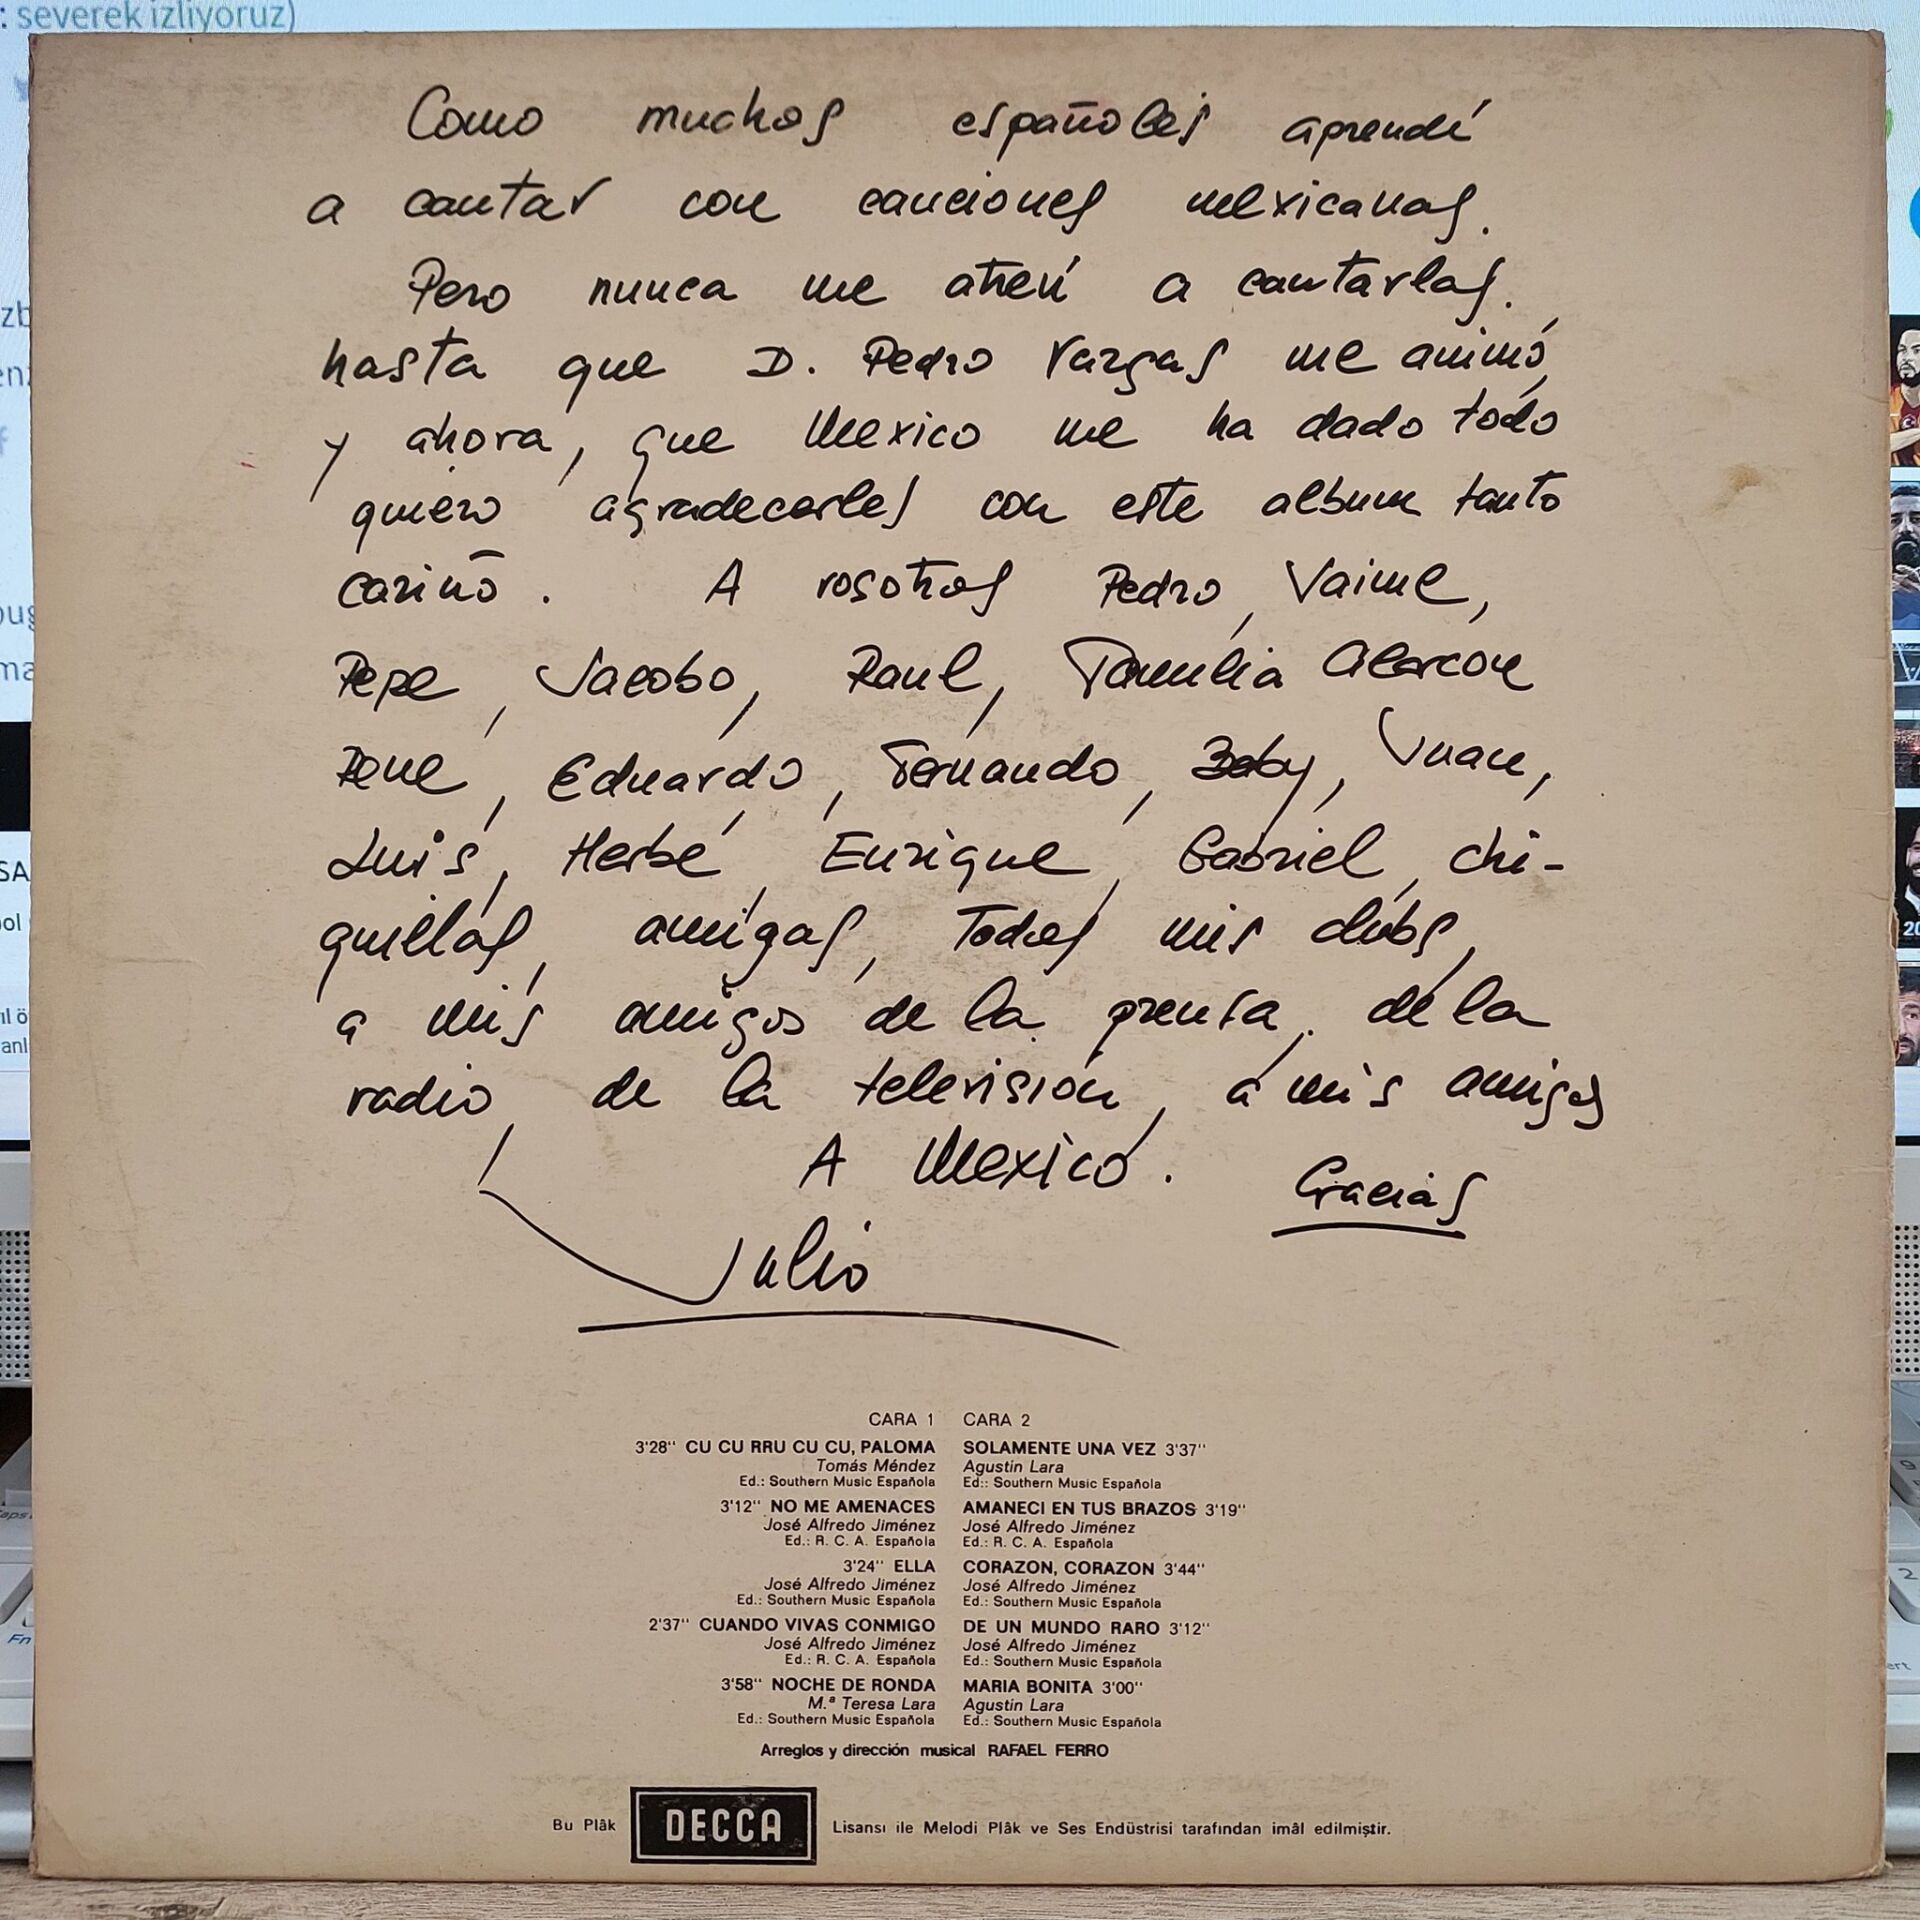 : severek izliyoruz)
Como muchos españoles aprendí
a cantar con canciones mexicanas.
Pero nunca me atreví a cantarlas.
hasta que D. Pedro Vargas me animó,
y ahora, que Mexico me ha dado todo
quiero agradecerles con este album tanto
cariño. A vosotros Pedro, Jaime,
Pepe, Jacobo, Raul, Familia Alarcon
Rene, Eduardo, Fernando, Baby, Juan,
Luis, Herbé, Enrique, Gabriel, chi-
quillas, amigas, Todos mis clubs,
a mis amigos de la prensa, de la
radio, de la television, a mis amigos
A Mexico. Gracias
Julio
CARA 1
3'28'' CU CU RRU CU CU, PALOMA
Tomás Méndez
Ed.: Southern Music Española
3'12'' NO ME AMENACES
José Alfredo Jiménez
Ed.: R. C. A. Española
3'24'' ELLA
José Alfredo Jiménez
Ed.: Southern Music Española
2'37'' CUANDO VIVAS CONMIGO
José Alfredo Jiménez
Ed.: R. C. A. Española
3'58'' NOCHE DE RONDA
M.ª Teresa Lara
Ed.: Southern Music Española
CARA 2
SOLAMENTE UNA VEZ 3'37''
Agustin Lara
Ed:: Southern Music Española
AMANECI EN TUS BRAZOS 3'19''
José Alfredo Jiménez
Ed.: R. C. A. Española
CORAZON, CORAZON 3'44''
José Alfredo Jiménez
Ed.: Southern Music Española
DE UN MUNDO RARO 3'12''
José Alfredo Jiménez
Ed.: Southern Music Española
MARIA BONITA 3'00''
Agustin Lara
Ed.: Southern Music Española
Arreglos y dirección musical RAFAEL FERRO
Bu Plâk DECCA Lisansı ile Melodi Plâk ve Ses Endüstrisi tarafından imâl edilmiştir.